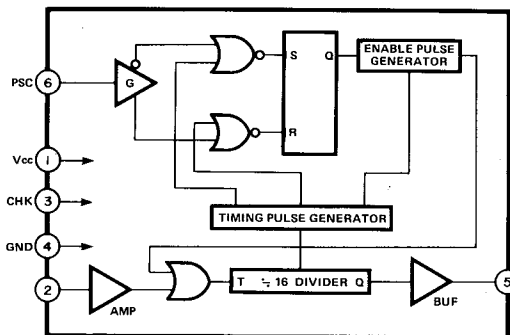 PSC
6
G
S
Q
R
ENABLE PULSE
GENERATOR
Vcc
1
CHK
3
GND
4
TIMING PULSE GENERATOR
2
AMP
T ≒ 16 DIVIDER Q
BUF
5